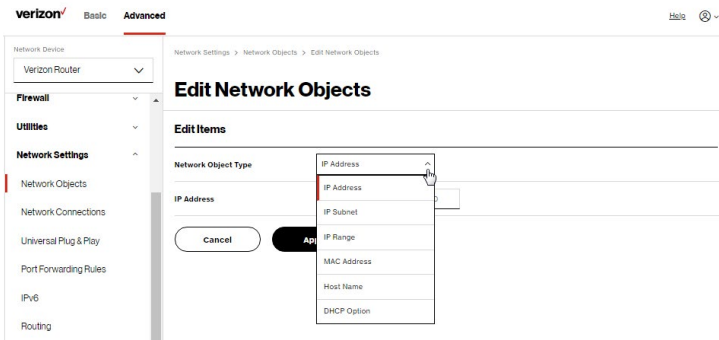 verizon✓ Basic Advanced Help
Network Device
Verizon Router
Firewall
Utilities
Network Settings
Network Objects
Network Connections
Universal Plug & Play
Port Forwarding Rules
IPv6
Routing
Network Settings > Network Objects > Edit Network Objects
Edit Network Objects
Edit Items
Network Object Type IP Address
IP Address
IP Address
IP Subnet
IP Range
MAC Address
Host Name
DHCP Option
Cancel